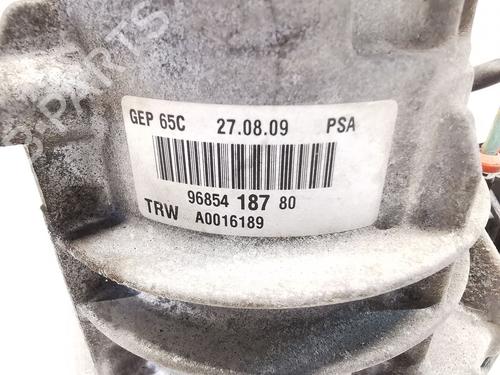 GEP 65C 27.08.09 PSA
96854 187 80
TRW A0016189